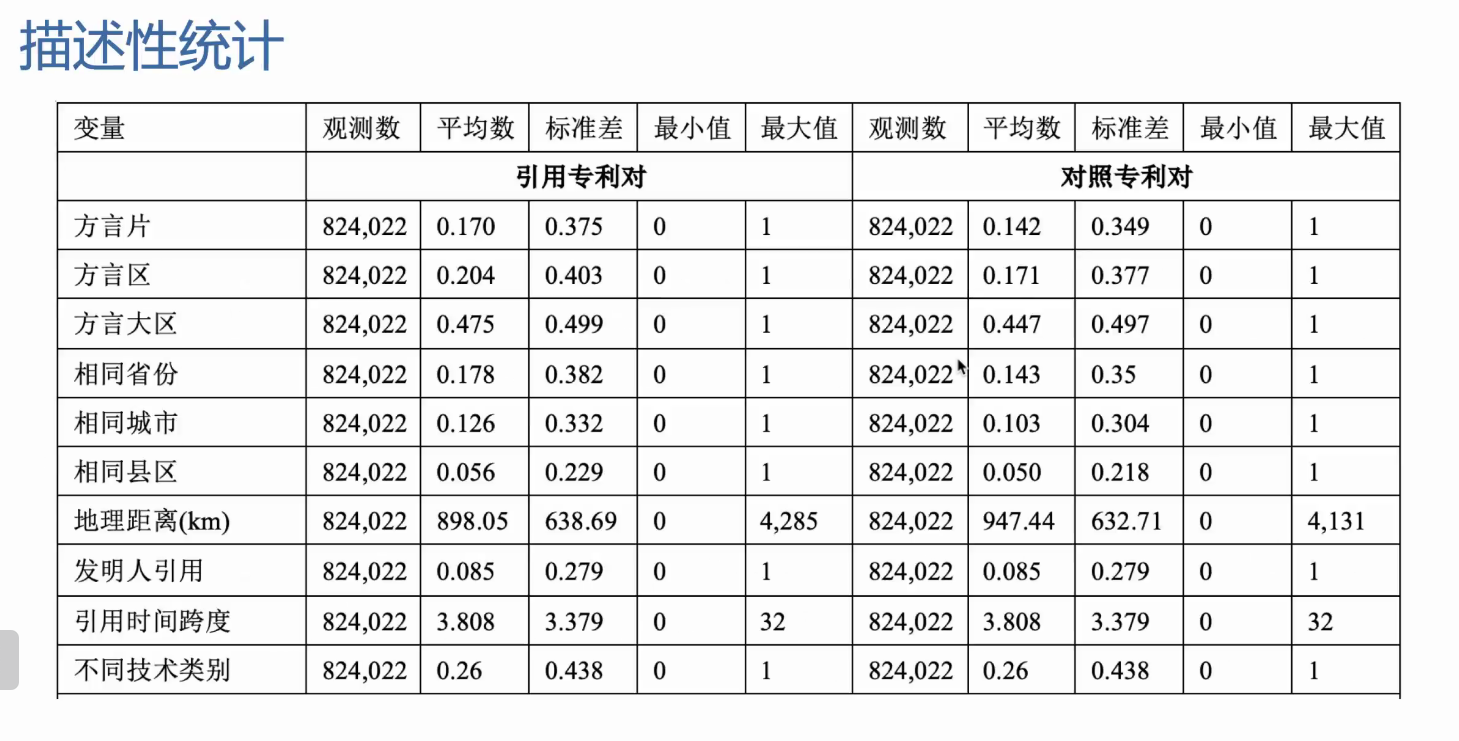 描述性统计
变量 观测数 平均数 标准差 最小值 最大值 观测数 平均数 标准差 最小值 最大值
引用专利对 对照专利对
方言片 824,022 0.170 0.375 0 1 824,022 0.142 0.349 0 1
方言区 824,022 0.204 0.403 0 1 824,022 0.171 0.377 0 1
方言大区 824,022 0.475 0.499 0 1 824,022 0.447 0.497 0 1
相同省份 824,022 0.178 0.382 0 1 824,022 0.143 0.35 0 1
相同城市 824,022 0.126 0.332 0 1 824,022 0.103 0.304 0 1
相同县区 824,022 0.056 0.229 0 1 824,022 0.050 0.218 0 1
地理距离(km) 824,022 898.05 638.69 0 4,285 824,022 947.44 632.71 0 4,131
发明人引用 824,022 0.085 0.279 0 1 824,022 0.085 0.279 0 1
引用时间跨度 824,022 3.808 3.379 0 32 824,022 3.808 3.379 0 32
不同技术类别 824,022 0.26 0.438 0 1 824,022 0.26 0.438 0 1